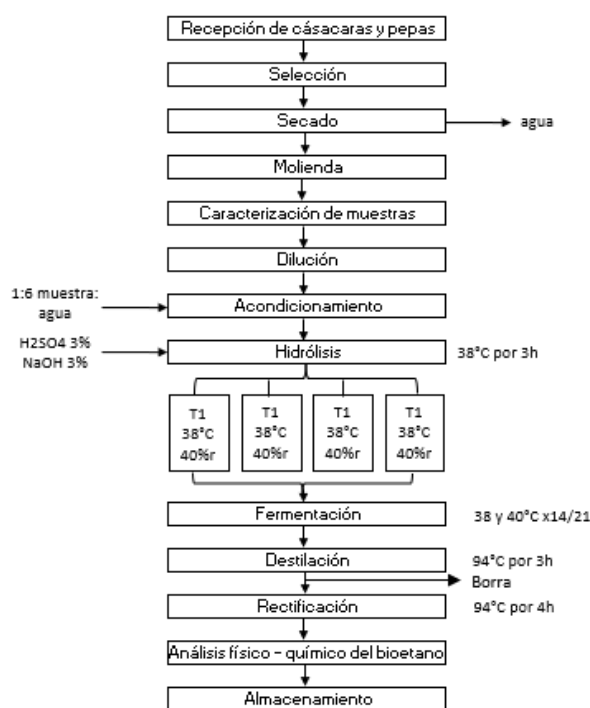 Recepción de cásacaras y pepas
Selección
Secado
agua
Molienda
Caracterización de muestras
Dilución
1:6 muestra:
agua
Acondicionamiento
H2SO4 3%
NaOH 3%
Hidrólisis
38°C por 3h
T1
38°C
40%r
T1
38°C
40%r
T1
38°C
40%r
T1
38°C
40%r
Fermentación
38 y 40°C x14/21
Destilación
94°C por 3h
Borra
Rectificación
94°C por 4h
Análisis físico - químico del bioetano
Almacenamiento